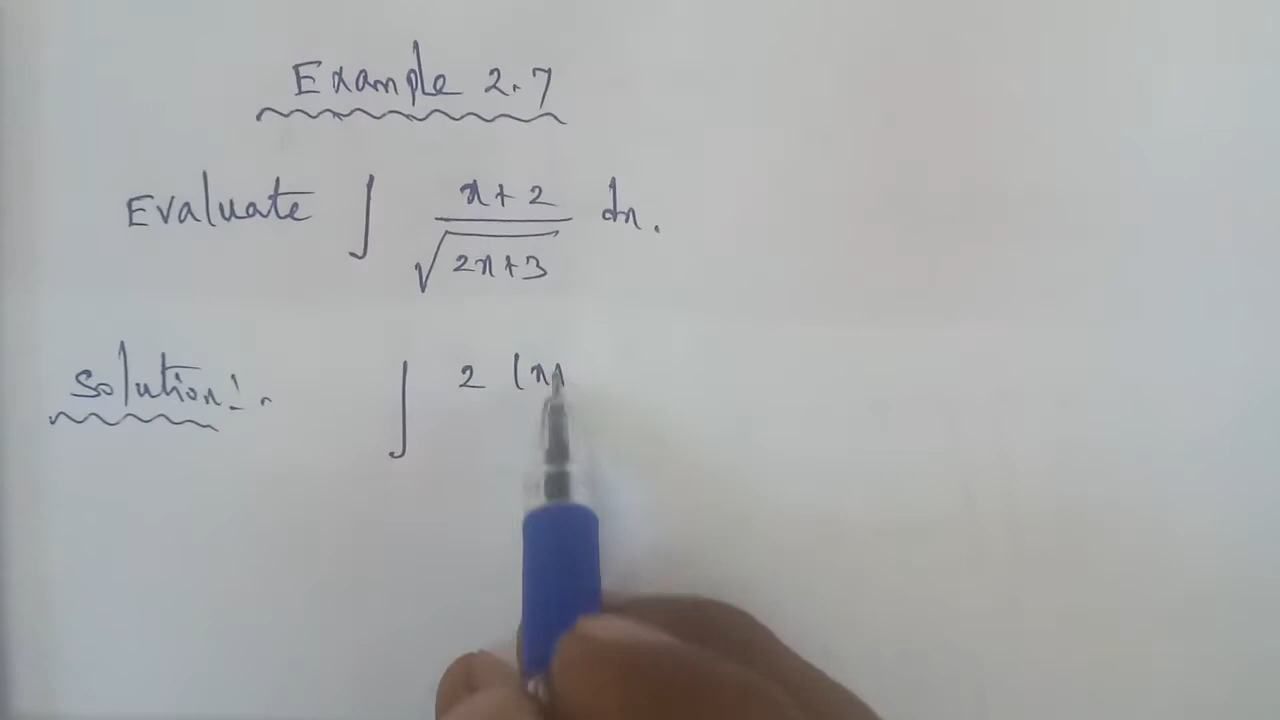 Example 2.7
Evaluate ∫ x+2 / √2x+3 dx.
Solution:. ∫ 2 (x